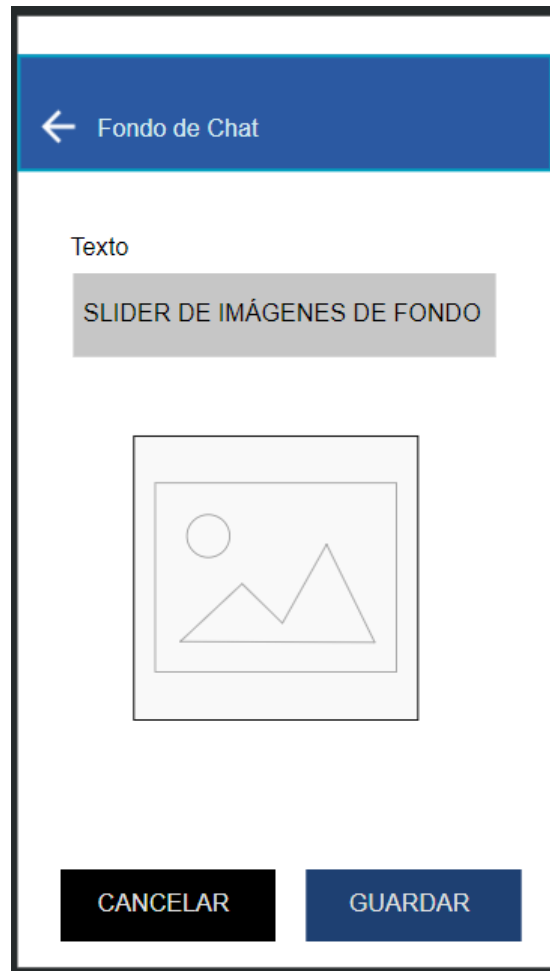 Fondo de Chat
Texto
SLIDER DE IMÁGENES DE FONDO
CANCELAR
GUARDAR